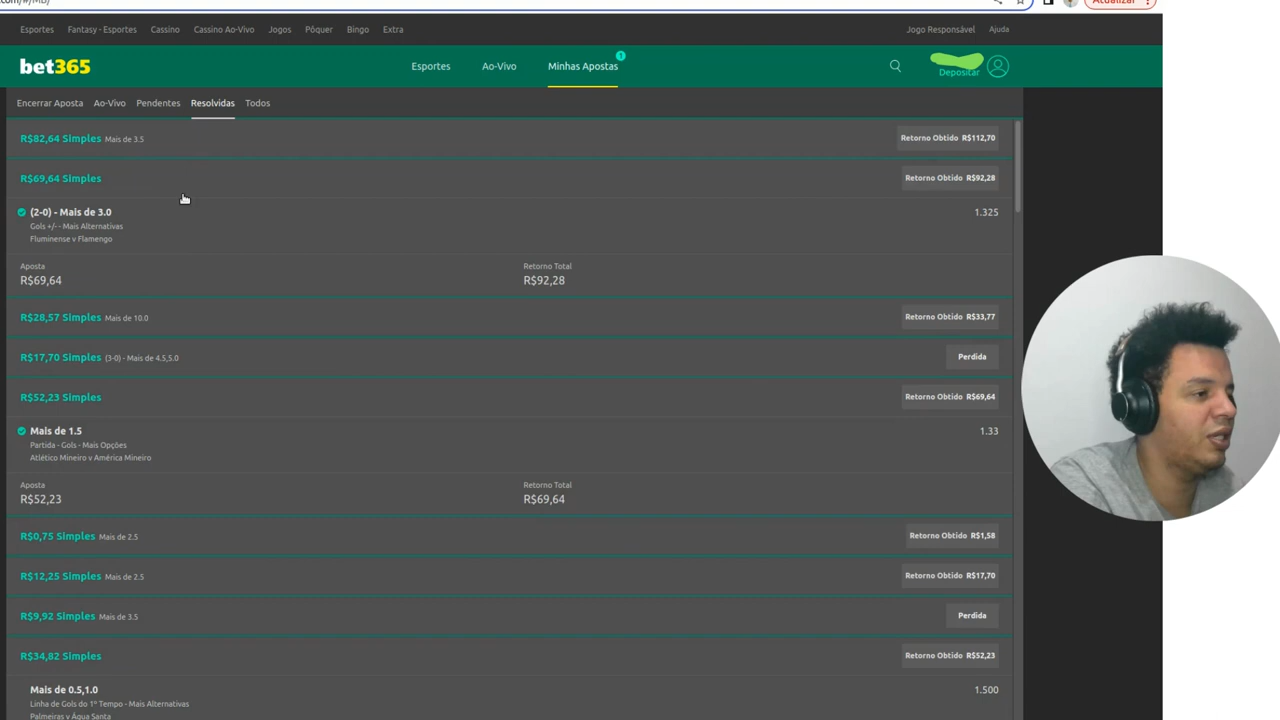 .com/#/MB/
Atualizar
Esportes Fantasy - Esportes Cassino Cassino Ao-Vivo Jogos Pôquer Bingo Extra Jogo Responsável Ajuda
bet365 Esportes Ao-Vivo Minhas Apostas 1 Depositar
Encerrar Aposta Ao-Vivo Pendentes Resolvidas Todos
R$82,64 Simples Mais de 3.5 Retorno Obtido R$112,70
R$69,64 Simples Retorno Obtido R$92,28
(2-0) - Mais de 3.0 1.325
Gols +/- - Mais Alternativas
Fluminense v Flamengo
Aposta Retorno Total
R$69,64 R$92,28
R$28,57 Simples Mais de 10.0 Retorno Obtido R$33,77
R$17,70 Simples (3-0) - Mais de 4.5,5.0 Perdida
R$52,23 Simples Retorno Obtido R$69,64
Mais de 1.5 1.33
Partida - Gols - Mais Opções
Atlético Mineiro v América Mineiro
Aposta Retorno Total
R$52,23 R$69,64
R$0,75 Simples Mais de 2.5 Retorno Obtido R$1,58
R$12,25 Simples Mais de 2.5 Retorno Obtido R$17,70
R$9,92 Simples Mais de 3.5 Perdida
R$34,82 Simples Retorno Obtido R$52,23
Mais de 0.5,1.0 1.500
Linha de Gols do 1º Tempo - Mais Alternativas
Palmeiras v Água Santa